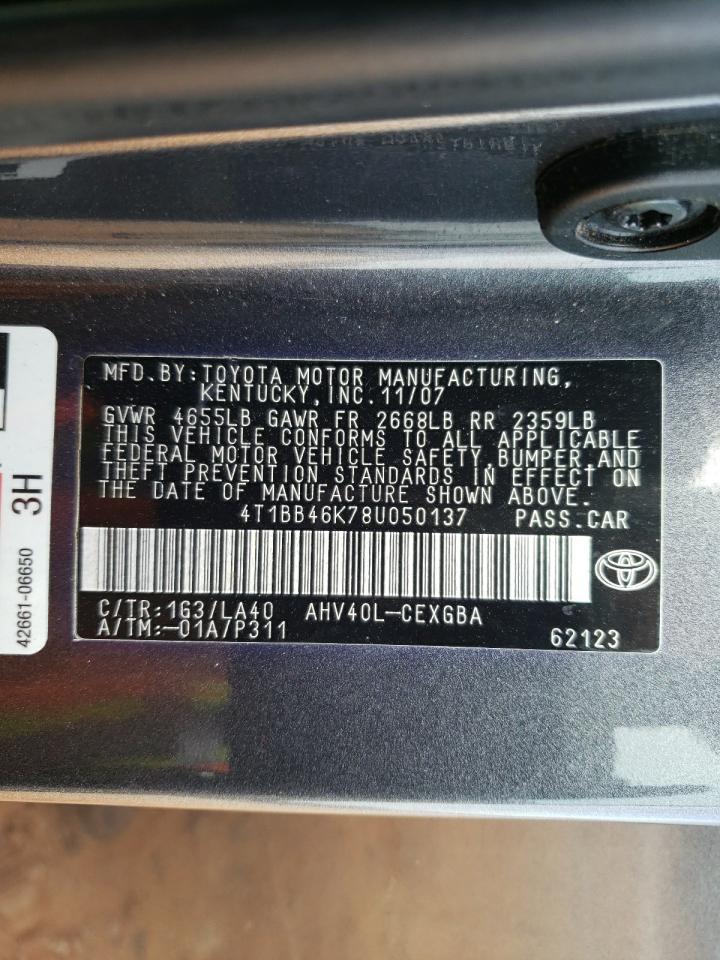 MFD.BY:TOYOTA MOTOR MANUFACTURING,
KENTUCKY,INC.11/07
GVWR 4655LB GAWR FR 2668LB RR 2359LB
THIS VEHICLE CONFORMS TO ALL APPLICABLE
FEDERAL MOTOR VEHICLE SAFETY,BUMPER AND
THEFT PREVENTION STANDARDS IN EFFECT ON
THE DATE OF MANUFACTURE SHOWN ABOVE.
4T1BB46K78U050137 PASS.CAR
C/TR:1G3/LA40 AHV40L-CEXGBA
A/TM:-01A/P311 62123
3H
42661-06650